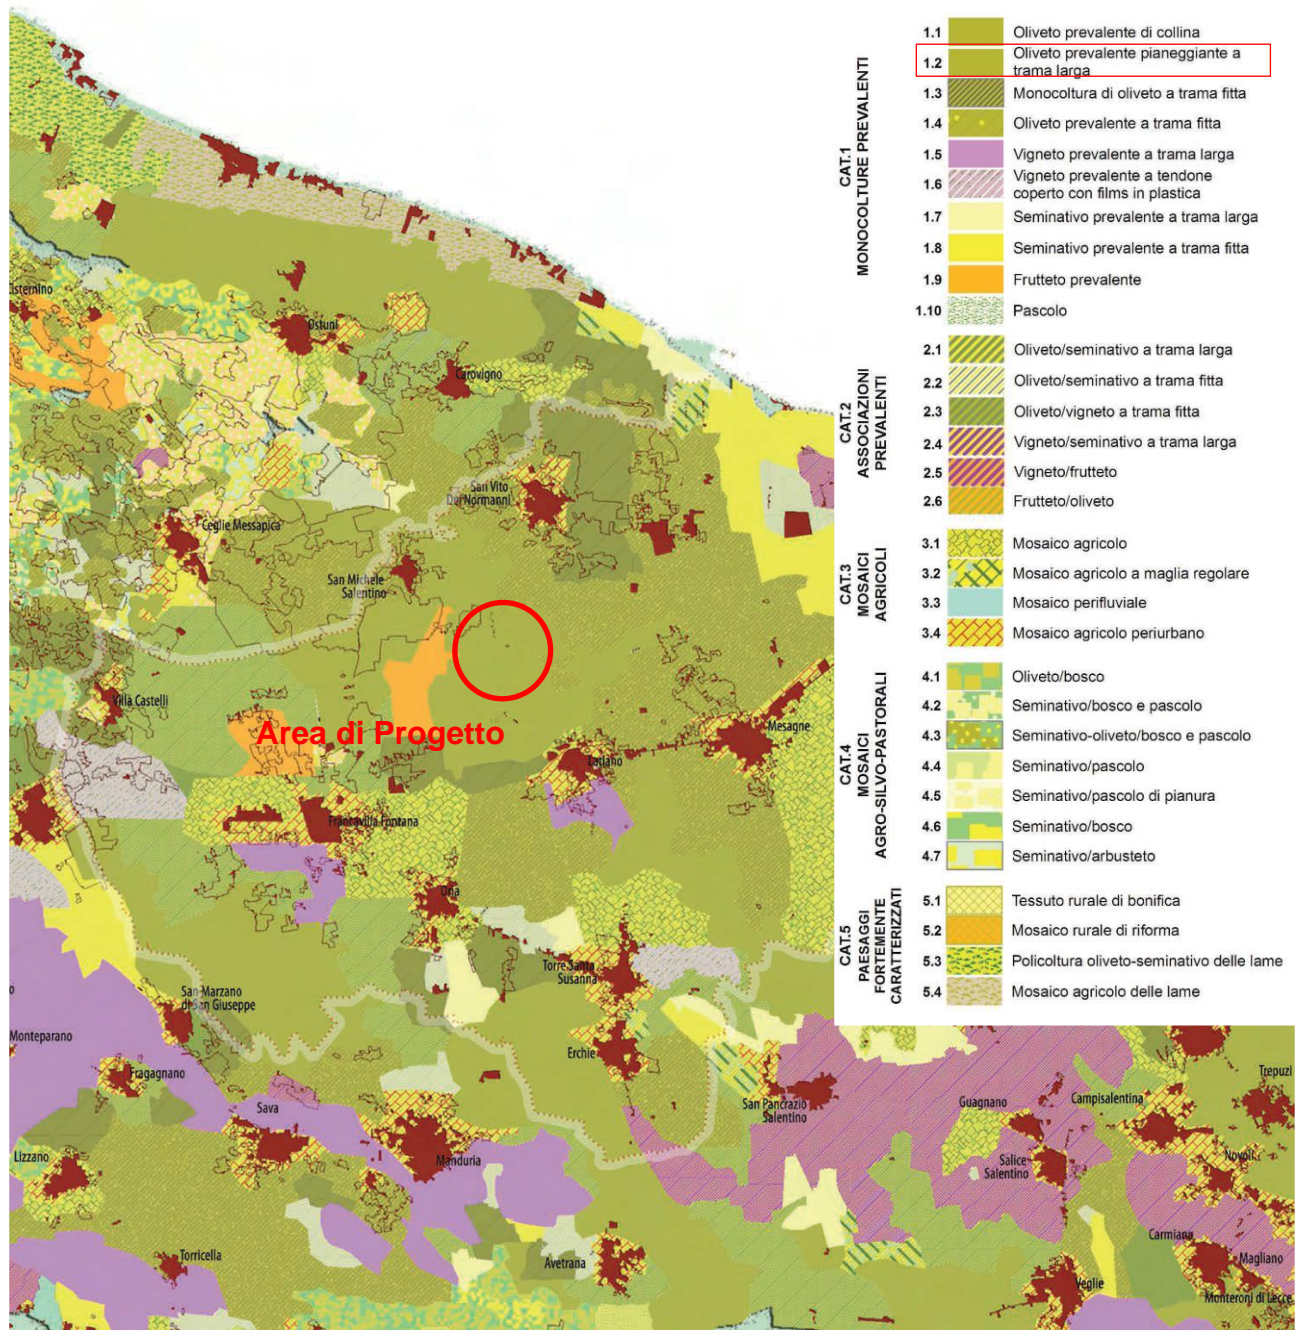 CAT.1
MONOCOLTURE PREVALENTI
1.1 Oliveto prevalente di collina
1.2 Oliveto prevalente pianeggiante a
trama larga
1.3 Monocoltura di oliveto a trama fitta
1.4 Oliveto prevalente a trama fitta
1.5 Vigneto prevalente a trama larga
1.6 Vigneto prevalente a tendone
coperto con films in plastica
1.7 Seminativo prevalente a trama larga
1.8 Seminativo prevalente a trama fitta
1.9 Frutteto prevalente
1.10 Pascolo
CAT.2
ASSOCIAZIONI
PREVALENTI
2.1 Oliveto/seminativo a trama larga
2.2 Oliveto/seminativo a trama fitta
2.3 Oliveto/vigneto a trama fitta
2.4 Vigneto/seminativo a trama larga
2.5 Vigneto/frutteto
2.6 Frutteto/oliveto
CAT.3
MOSAICI
AGRICOLI
3.1 Mosaico agricolo
3.2 Mosaico agricolo a maglia regolare
3.3 Mosaico perifluviale
3.4 Mosaico agricolo periurbano
CAT.4
MOSAICI
AGRO-SILVO-PASTORALI
4.1 Oliveto/bosco
4.2 Seminativo/bosco e pascolo
4.3 Seminativo-oliveto/bosco e pascolo
4.4 Seminativo/pascolo
4.5 Seminativo/pascolo di pianura
4.6 Seminativo/bosco
4.7 Seminativo/arbusteto
CAT.5
PAESAGGI
FORTEMENTE
CARATTERIZZATI
5.1 Tessuto rurale di bonifica
5.2 Mosaico rurale di riforma
5.3 Policoltura oliveto-seminativo delle lame
5.4 Mosaico agricolo delle lame
isternino
Ostuni
Carovigno
San Vito
Dei Normanni
Ceglie Messapica
San Michele
Salentino
Villa Castelli
Area di Progetto
Mesagne
Latiano
Francavilla Fontana
Oria
Torre Santa
Susanna
San Marzano
di San Giuseppe
o
Monteparano
Erchie
Fragagnano
Sava
San Pancrazio
Salentino
Guagnano
Campisalentina
Trepuzi
Lizzano
Manduria
Salice
Salentino
Novoli
Torricella
Avetrana
Carmiana
Magliano
Veglie
Monteroni di Lecce